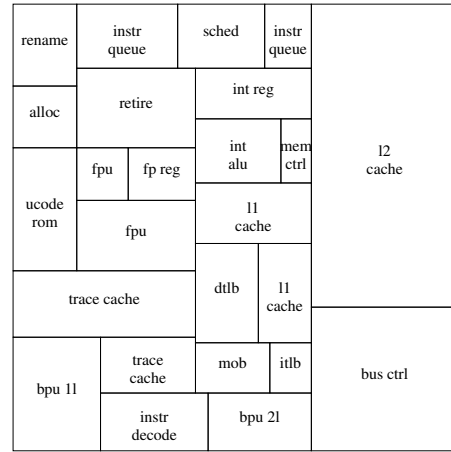 rename
instr
queue
sched
instr
queue
l2
cache
alloc
retire
int reg
int
alu
mem
ctrl
ucode
rom
fpu
fp reg
fpu
l1
cache
trace cache
dtlb
l1
cache
bpu 1l
trace
cache
mob
itlb
bus ctrl
instr
decode
bpu 2l